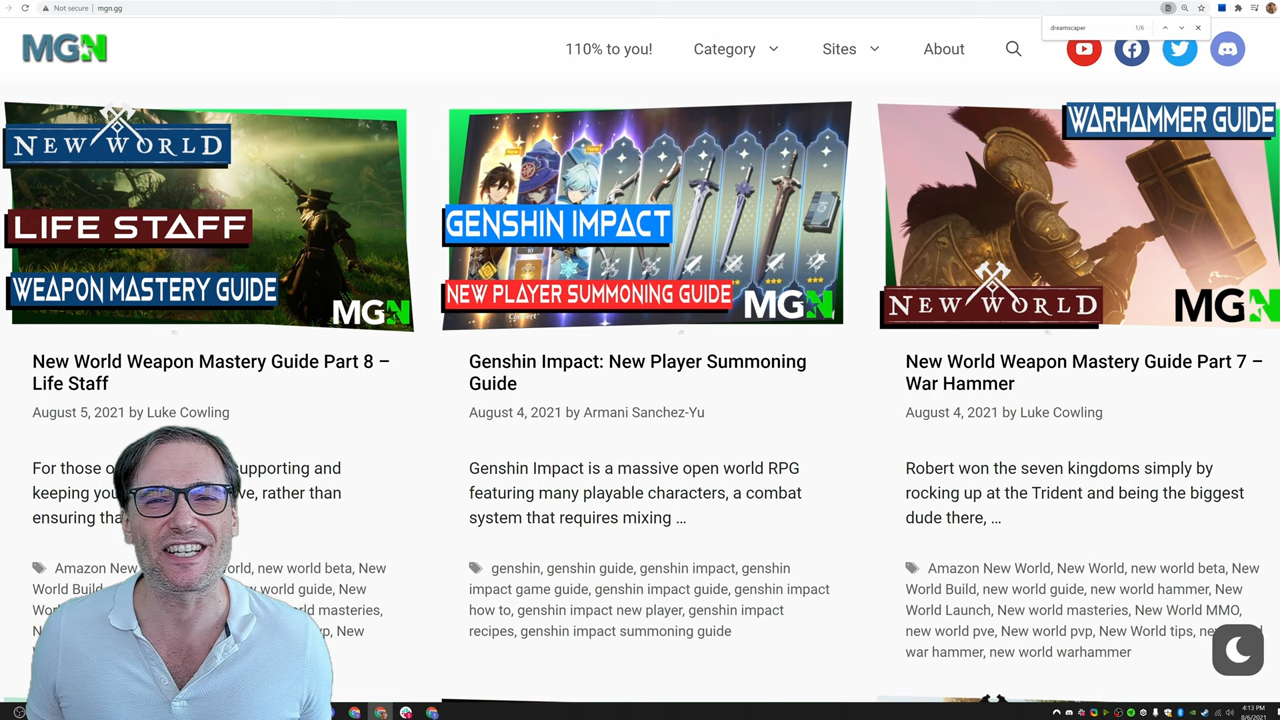 Not secure
mgn.gg
dreamscaper
1/6
MGN
110% to you!
Category
Sites
About
NEW WORLD
LIFE STAFF
WEAPON MASTERY GUIDE
MGN
GENSHIN IMPACT
NEW PLAYER SUMMONING GUIDE
MGN
WARHAMMER GUIDE
NEW WORLD
MGN
New World Weapon Mastery Guide Part 8 –
Life Staff
August 5, 2021 by Luke Cowling
For those
upporting and
keeping
ve, rather than
ensuring
Amazon New
new world beta, New
World
world guide, New
masteries,
New
Genshin Impact: New Player Summoning
Guide
August 4, 2021 by Armani Sanchez-Yu
Genshin Impact is a massive open world RPG
featuring many playable characters, a combat
system that requires mixing …
genshin, genshin guide, genshin impact, genshin
impact game guide, genshin impact guide, genshin impact
how to, genshin impact new player, genshin impact
recipes, genshin impact summoning guide
New World Weapon Mastery Guide Part 7 –
War Hammer
August 4, 2021 by Luke Cowling
Robert won the seven kingdoms simply by
rocking up at the Trident and being the biggest
dude there, …
Amazon New World, New World, new world beta, New
World Build, new world guide, new world hammer, New
World Launch, New world masteries, New World MMO,
new world pve, New world pvp, New World tips,
war hammer, new world warhammer
4:13 PM
8/6/2021